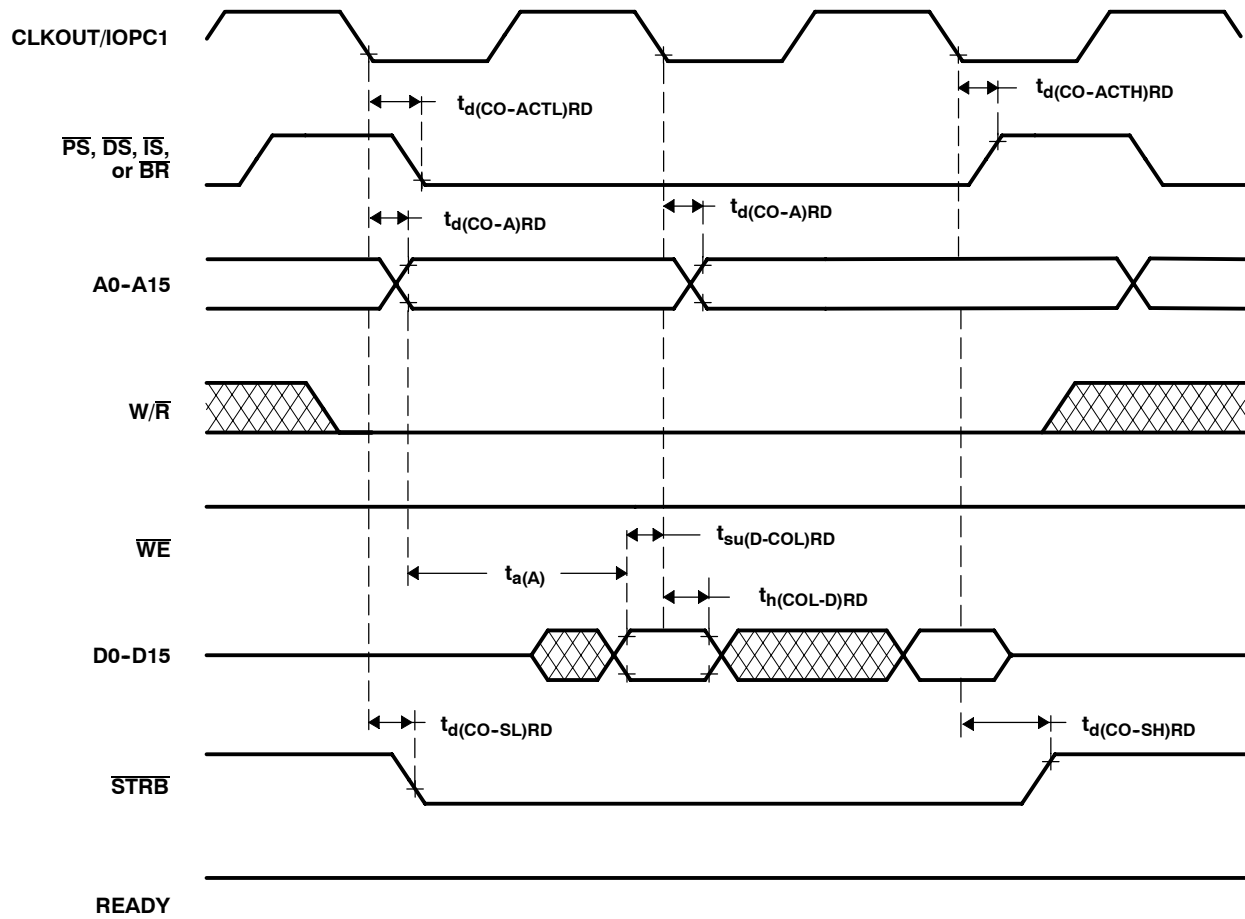 CLKOUT/IOPC1
td(CO–ACTL)RD
td(CO–ACTH)RD
PS, DS, IS,
or BR
td(CO–A)RD
td(CO–A)RD
A0–A15
W/R
WE
tsu(D-COL)RD
ta(A)
th(COL-D)RD
D0–D15
td(CO–SL)RD
td(CO–SH)RD
STRB
READY